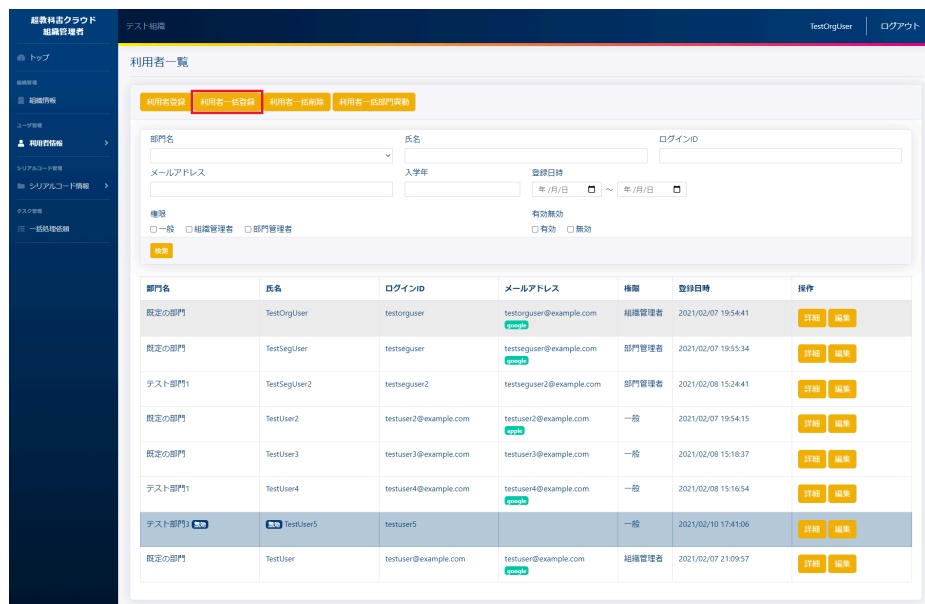 超教科書クラウド
組織管理者
テスト組織
TestOrgUser
ログアウト
トップ
組織管理
組織情報
ユーザ管理
利用者情報
シリアルコード管理
シリアルコード情報
タスク管理
一括処理依頼
利用者一覧
利用者登録 利用者一括登録 利用者一括削除 利用者一括部門異動
部門名 氏名 ログインID
メールアドレス 入学年 登録日時
年/月/日 ～ 年/月/日
権限 有効無効
一般 組織管理者 部門管理者 有効 無効
検索
部門名 氏名 ログインID メールアドレス 権限 登録日時 操作
既定の部門 TestOrgUser testorguser testorguser@example.com 組織管理者 2021/02/07 19:54:41 詳細 編集
google
既定の部門 TestSegUser testseguser testseguser@example.com 部門管理者 2021/02/07 19:55:34 詳細 編集
google
テスト部門1 TestSegUser2 testseguser2 testseguser2@example.com 部門管理者 2021/02/08 15:24:41 詳細 編集
既定の部門 TestUser2 testuser2@example.com testuser2@example.com 一般 2021/02/07 19:54:15 詳細 編集
apple
既定の部門 TestUser3 testuser3@example.com testuser3@example.com 一般 2021/02/08 15:18:37 詳細 編集
テスト部門1 TestUser4 testuser4@example.com testuser4@example.com 一般 2021/02/08 15:16:54 詳細 編集
google
テスト部門3 無効 無効 TestUser5 testuser5 一般 2021/02/10 17:41:06 詳細 編集
既定の部門 TestUser testuser@example.com testuser@example.com 組織管理者 2021/02/07 21:09:57 詳細 編集
google